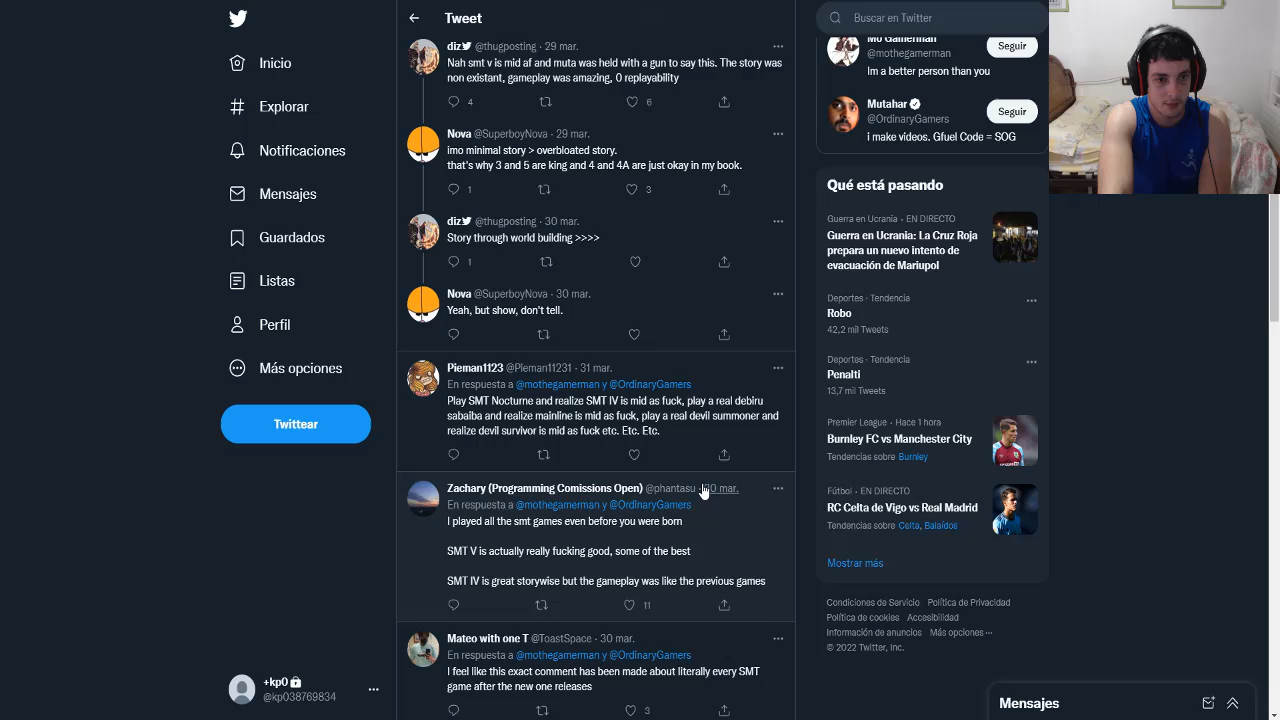 Inicio
Explorar
Notificaciones
Mensajes
Guardados
Listas
Perfil
Más opciones
Twittear
+kp0
@kp038769834
Tweet
diz @thugposting · 29 mar.
Nah smt v is mid af and muta was held with a gun to say this. The story was
non existant, gameplay was amazing, 0 replayability
4
6
Nova @SuperboyNova · 29 mar.
imo minimal story > overbloated story.
that's why 3 and 5 are king and 4 and 4A are just okay in my book.
1
3
diz @thugposting · 30 mar.
Story through world building >>>>
1
Nova @SuperboyNova · 30 mar.
Yeah, but show, don't tell.
Pieman1123 @Pieman11231 · 31 mar.
En respuesta a @mothegamerman y @OrdinaryGamers
Play SMT Nocturne and realize SMT IV is mid as fuck, play a real debiru
sabaiba and realize mainline is mid as fuck, play a real devil summoner and
realize devil survivor is mid as fuck etc. Etc. Etc.
Zachary (Programming Comissions Open) @phantasu · 30 mar.
En respuesta a @mothegamerman y @OrdinaryGamers
I played all the smt games even before you were born
SMT V is actually really fucking good, some of the best
SMT IV is great storywise but the gameplay was like the previous games
11
Mateo with one T @ToastSpace · 30 mar.
En respuesta a @mothegamerman y @OrdinaryGamers
I feel like this exact comment has been made about literally every SMT
game after the new one releases
3
Buscar en Twitter
Mo Gamerman
@mothegamerman
Seguir
Im a better person than you
Mutahar
@OrdinaryGamers
Seguir
i make videos. Gfuel Code = SOG
Qué está pasando
Guerra en Ucrania · EN DIRECTO
Guerra en Ucrania: La Cruz Roja
prepara un nuevo intento de
evacuación de Mariupol
Deportes · Tendencia
Robo
42,2 mil Tweets
Deportes · Tendencia
Penalti
13,7 mil Tweets
Premier League · Hace 1 hora
Burnley FC vs Manchester City
Tendencias sobre Burnley
Fútbol · EN DIRECTO
RC Celta de Vigo vs Real Madrid
Tendencias sobre Celta, Balaídos
Mostrar más
Condiciones de Servicio Política de Privacidad
Política de cookies Accesibilidad
Información de anuncios Más opciones ···
© 2022 Twitter, Inc.
Mensajes